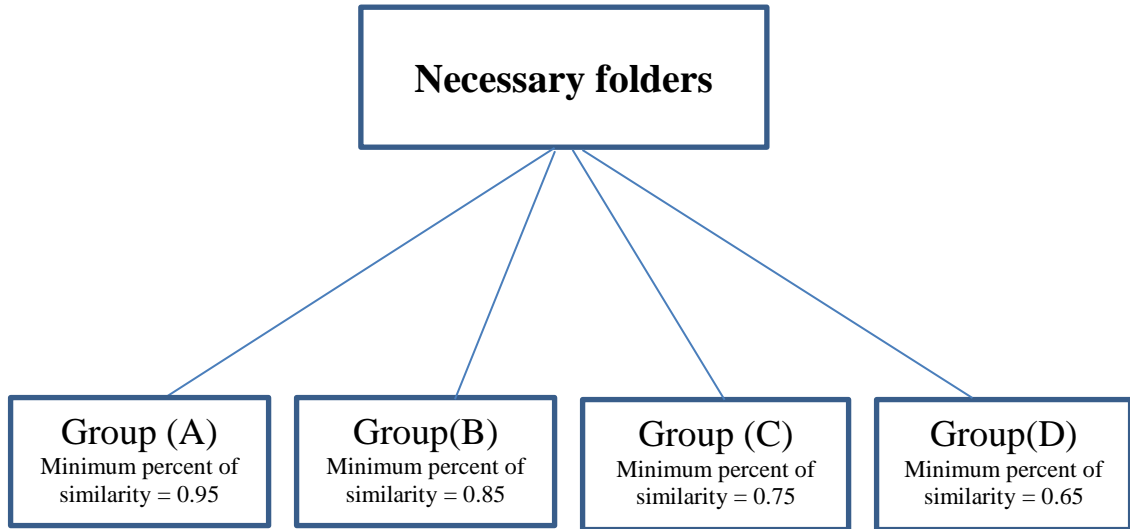 Necessary folders
Group (A)
Minimum percent of
similarity = 0.95
Group(B)
Minimum percent of
similarity = 0.85
Group (C)
Minimum percent of
similarity = 0.75
Group(D)
Minimum percent of
similarity = 0.65